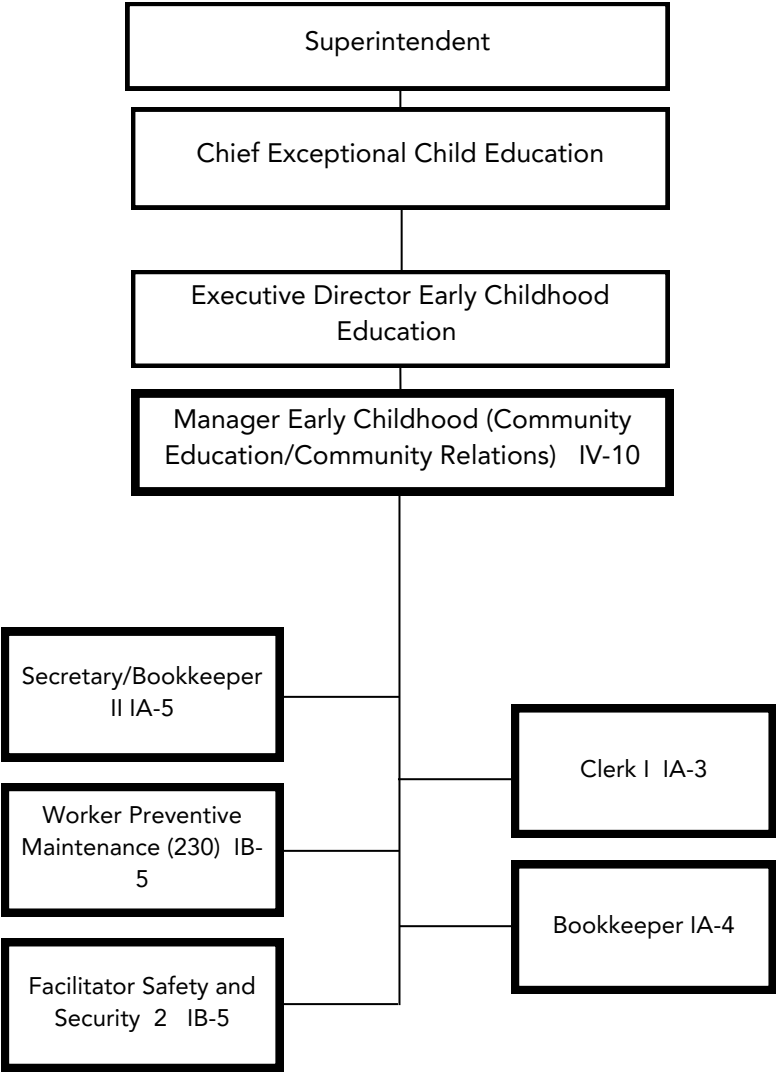 Superintendent
Chief Exceptional Child Education
Executive Director Early Childhood
Education
Manager Early Childhood (Community
Education/Community Relations)   IV-10
Secretary/Bookkeeper
II IA-5
Worker Preventive
Maintenance (230)  IB-
5
Facilitator Safety and
Security  2   IB-5
Clerk I  IA-3
Bookkeeper IA-4